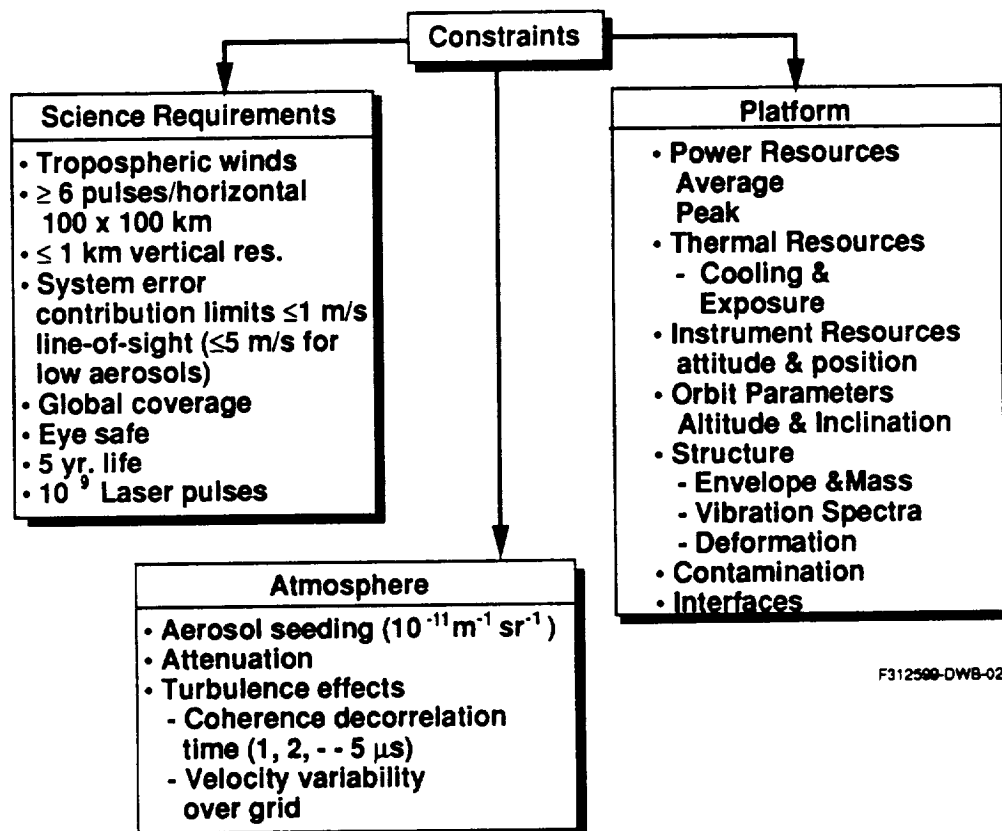 Constraints
Science Requirements
• Tropospheric winds
• ≥ 6 pulses/horizontal
100 x 100 km
• ≤ 1 km vertical res.
• System error
contribution limits ≤1 m/s
line-of-sight (≤5 m/s for
low aerosols)
• Global coverage
• Eye safe
• 5 yr. life
• 10⁹ Laser pulses
Platform
• Power Resources
Average
Peak
• Thermal Resources
- Cooling &
Exposure
• Instrument Resources
attitude & position
• Orbit Parameters
Altitude & Inclination
• Structure
- Envelope &Mass
- Vibration Spectra
- Deformation
• Contamination
• Interfaces
Atmosphere
• Aerosol seeding (10⁻¹¹m⁻¹ sr⁻¹ )
• Attenuation
• Turbulence effects
- Coherence decorrelation
time (1, 2, - - 5 µs)
- Velocity variability
over grid
F312599-DWB-02